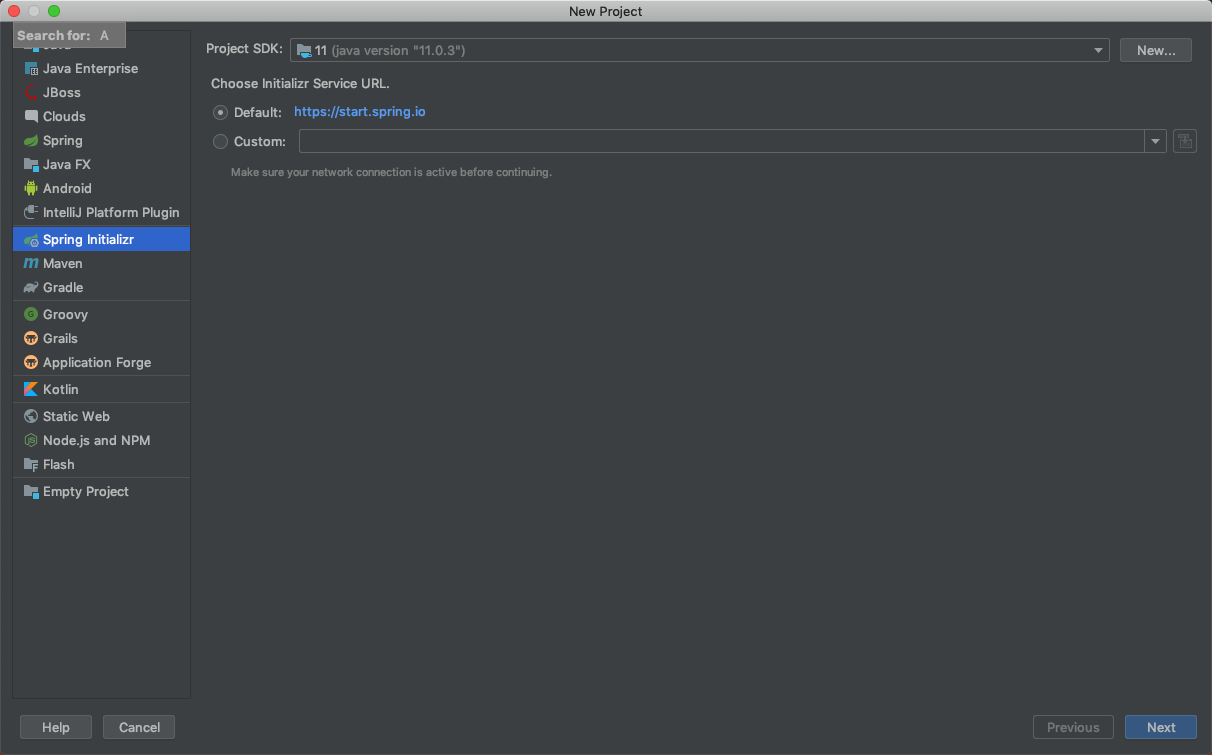 New Project
Search for: A
Java
Java Enterprise
JBoss
Clouds
Spring
Java FX
Android
IntelliJ Platform Plugin
Spring Initializr
Maven
Gradle
Groovy
Grails
Application Forge
Kotlin
Static Web
Node.js and NPM
Flash
Empty Project
Project SDK: 11 (java version "11.0.3") New...
Choose Initializr Service URL.
Default: https://start.spring.io
Custom:
Make sure your network connection is active before continuing.
Help Cancel Previous Next